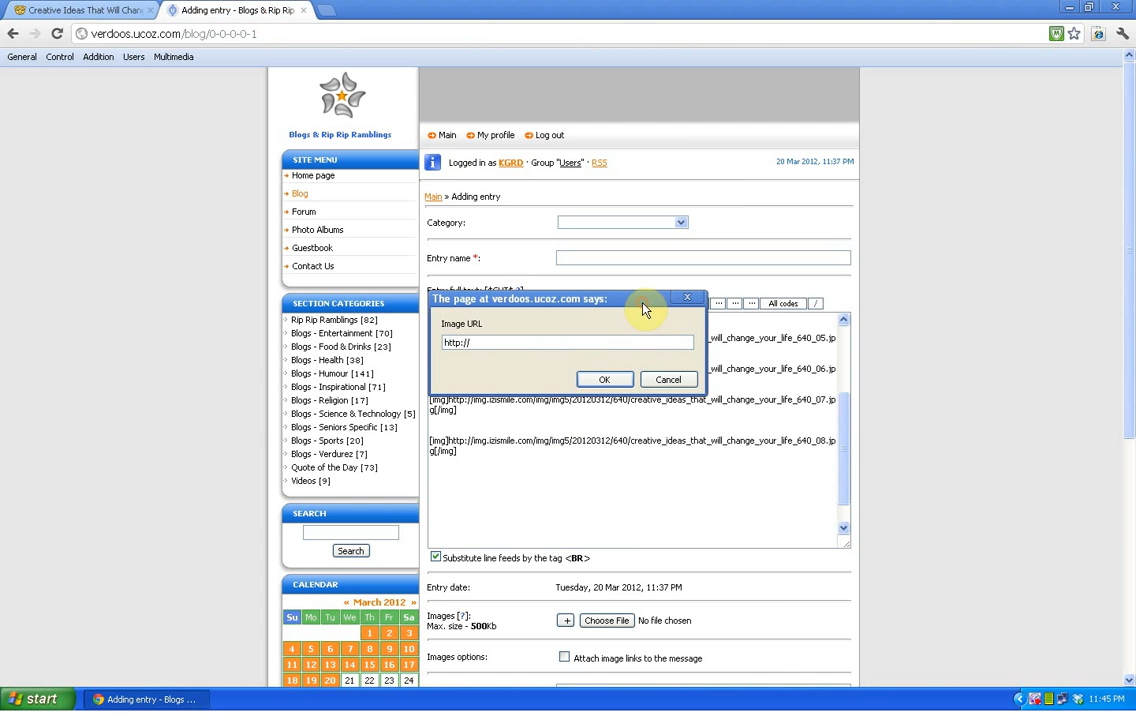 Creative Ideas That Will Chan
Adding entry - Blogs & Rip Rip
verdoos.ucoz.com/blog/0-0-0-0-1
General Control Addition Users Multimedia
Blogs & Rip Rip Ramblings
Main My profile Log out
SITE MENU
Logged in as KGRD · Group "Users" · RSS
20 Mar 2012, 11:37 PM
Home page
Blog
Forum
Photo Albums
Guestbook
Contact Us
Main » Adding entry
Category:
Entry name *:
SECTION CATEGORIES
Rip Rip Ramblings [82]
Blogs - Entertainment [70]
Blogs - Food & Drinks [23]
Blogs - Health [38]
Blogs - Humour [141]
Blogs - Inspirational [71]
Blogs - Religion [17]
Blogs - Science & Technology [5]
Blogs - Seniors Specific [13]
Blogs - Sports [20]
Blogs - Verdurez [7]
Quote of the Day [73]
Videos [9]
The page at verdoos.ucoz.com says:
Image URL
http://
OK Cancel
... ... ... All codes /
_will_change_your_life_640_05.jp
_will_change_your_life_640_06.jp
[img]http://img.izismile.com/img/img5/20120312/640/creative_ideas_that_will_change_your_life_640_07.jp
g[/img]
[img]http://img.izismile.com/img/img5/20120312/640/creative_ideas_that_will_change_your_life_640_08.jp
g[/img]
SEARCH
Search
Substitute line feeds by the tag <BR>
CALENDAR
« March 2012 »
Su Mo Tu We Th Fr Sa
1 2 3
4 5 6 7 8 9 10
11 12 13 14 15 16 17
18 19 20 21 22 23 24
Entry date: Tuesday, 20 Mar 2012, 11:37 PM
Images [?]:
Max. size - 500Kb
+ Choose File No file chosen
Images options: Attach image links to the message
start
Adding entry - Blogs ...
11:45 PM